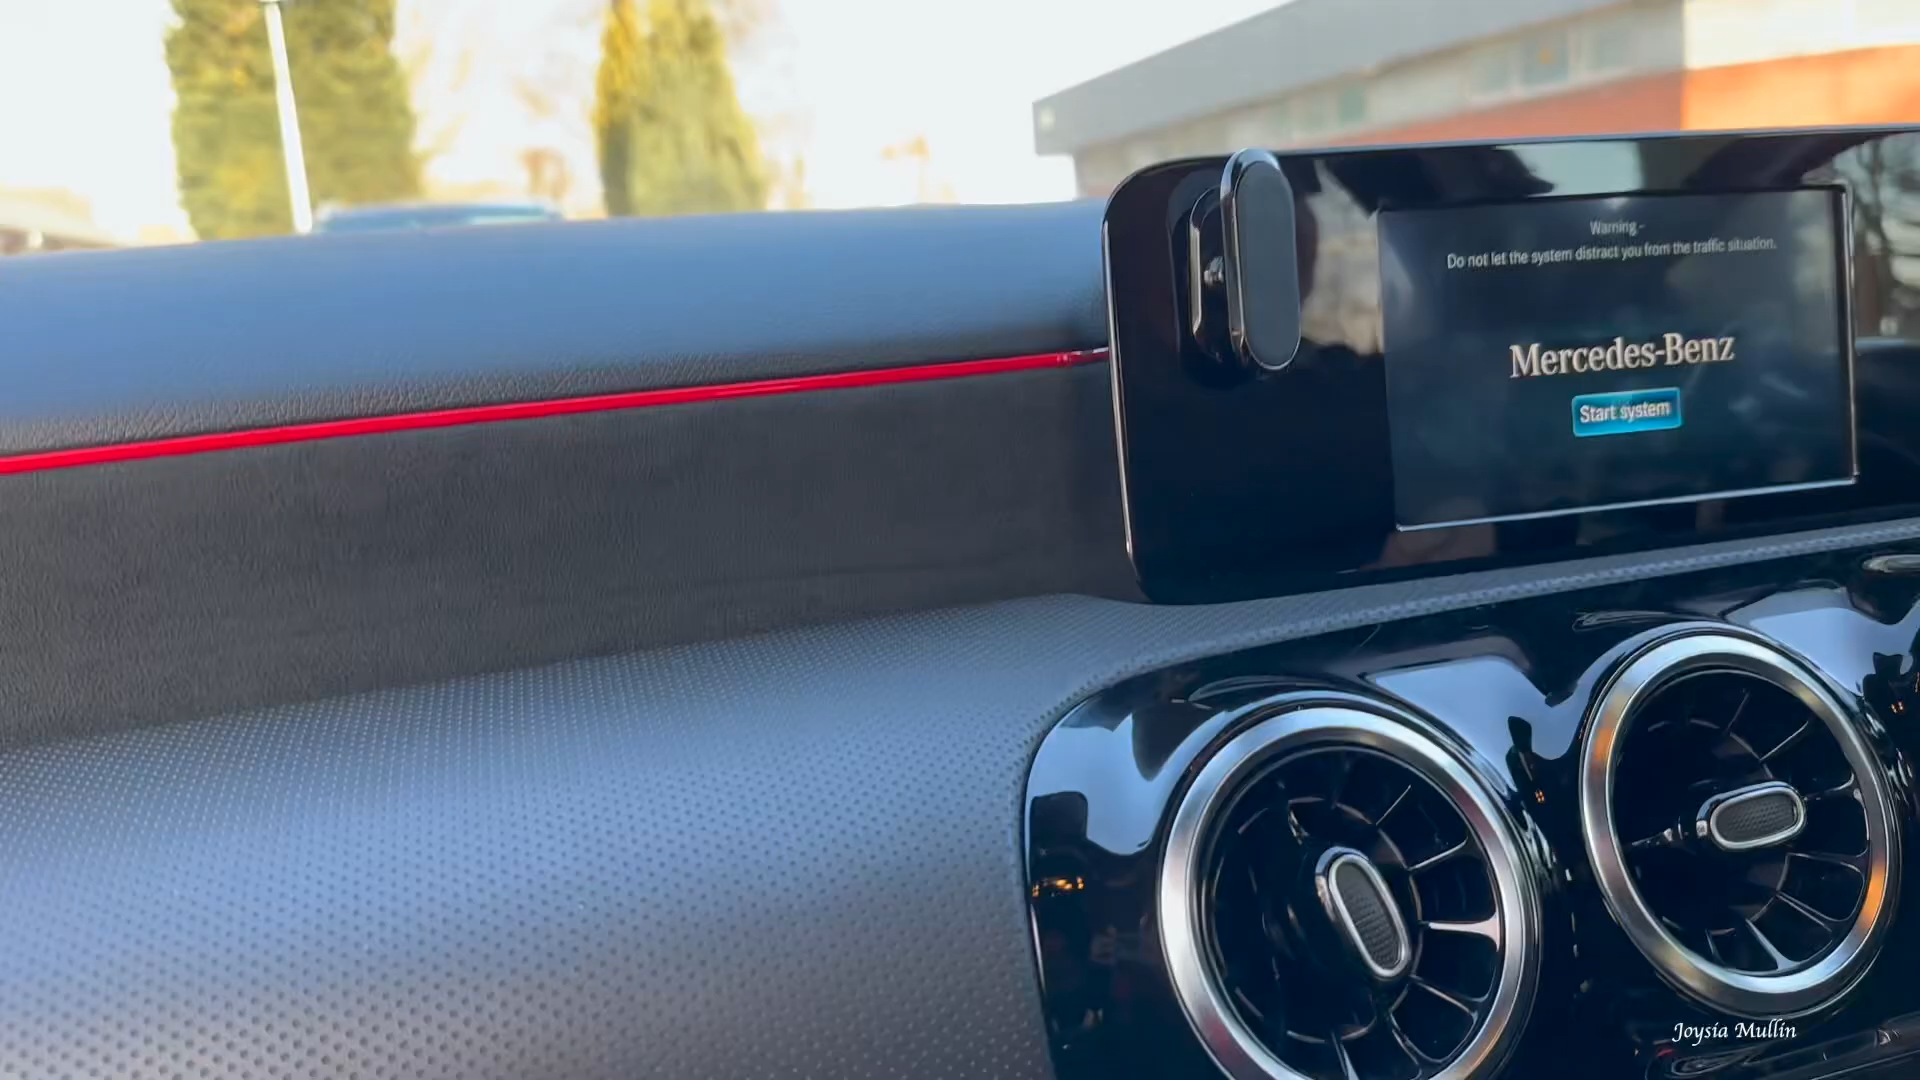 Warning -
Do not let the system distract you from the traffic situation.
Mercedes-Benz
Start system
Joysia Mullin